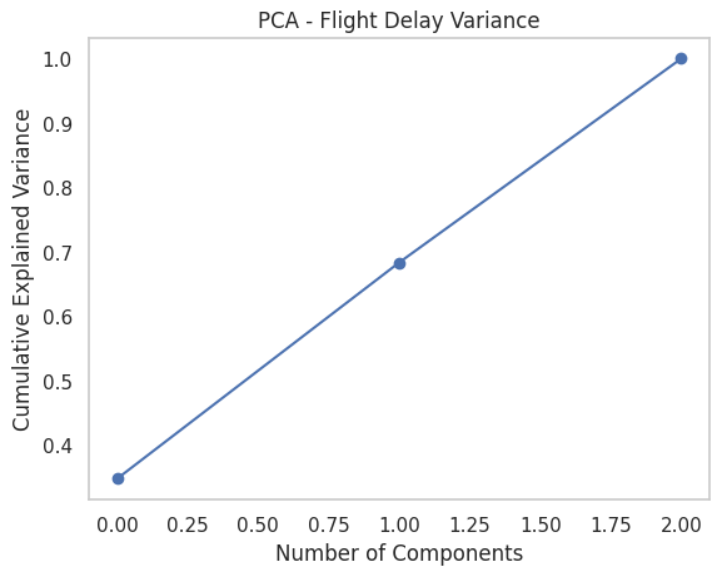 PCA - Flight Delay Variance
Cumulative Explained Variance
1.0
0.9
0.8
0.7
0.6
0.5
0.4
0.00 0.25 0.50 0.75 1.00 1.25 1.50 1.75 2.00
Number of Components